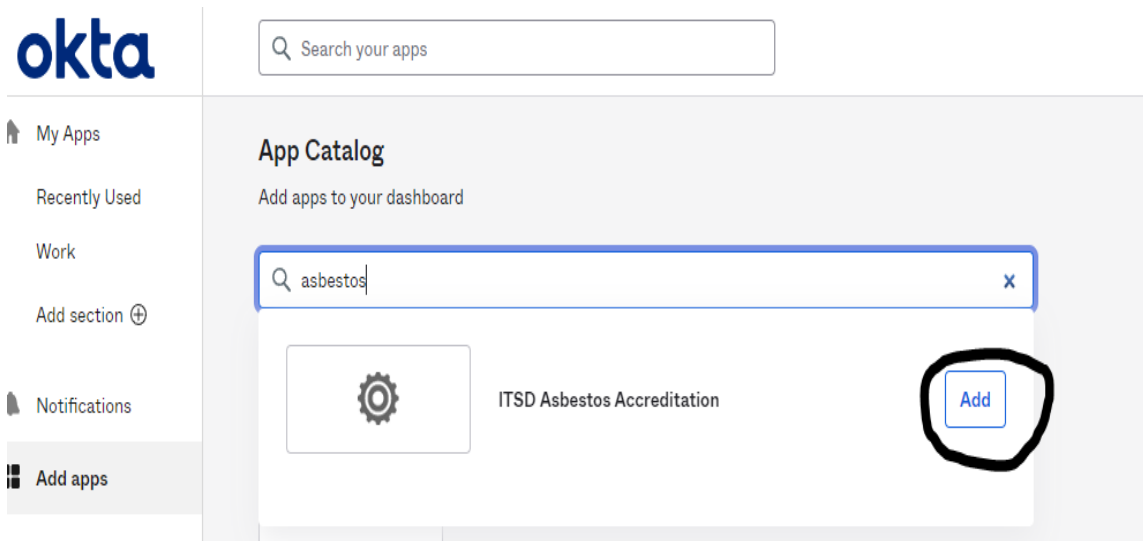 okta
Search your apps
My Apps
Recently Used
Work
Add section
Notifications
Add apps
App Catalog
Add apps to your dashboard
asbestos
x
ITSD Asbestos Accreditation
Add